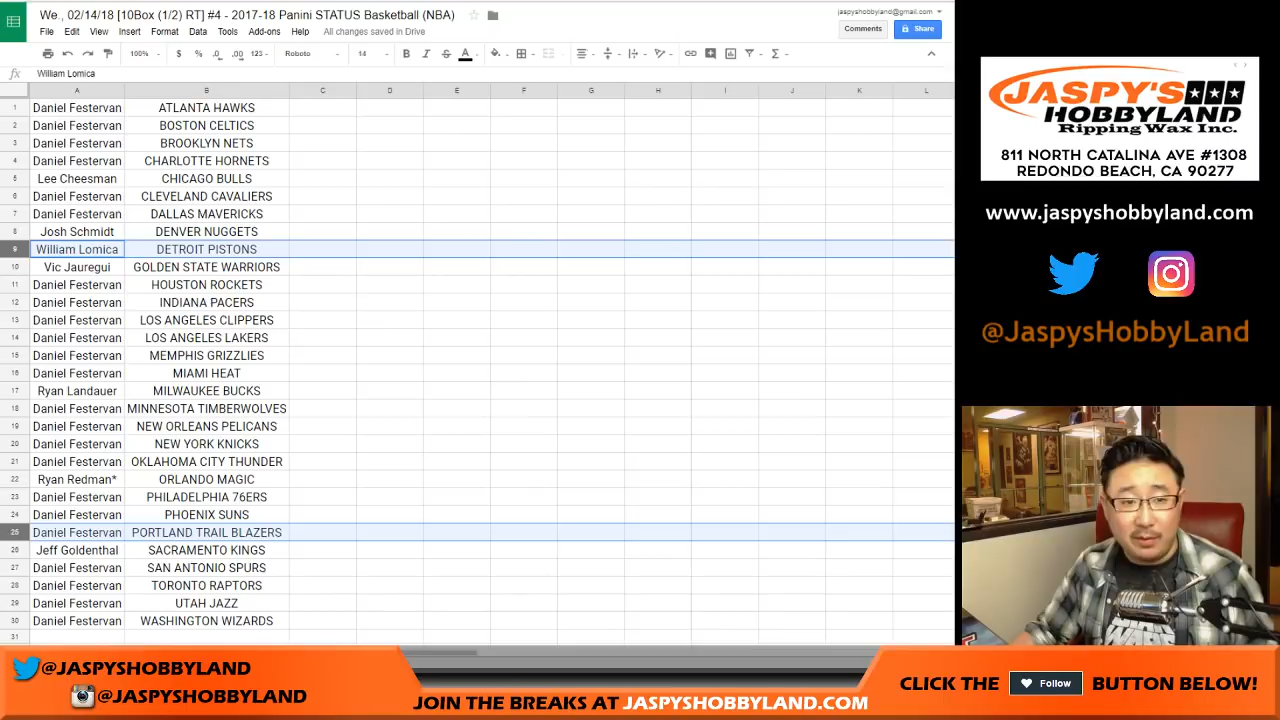 We., 02/14/18 [10Box (1/2) RT] #4 - 2017-18 Panini STATUS Basketball (NBA)
jaspyshobbyland@gmail.com
File Edit View Insert Format Data Tools Add-ons Help All changes saved in Drive
Comments Share
100% $ % .0 .00 123 Roboto 14 B I S A
fx William Lomica
A B C D E F G H I J K L
1 Daniel Festervan ATLANTA HAWKS
2 Daniel Festervan BOSTON CELTICS
3 Daniel Festervan BROOKLYN NETS
4 Daniel Festervan CHARLOTTE HORNETS
5 Lee Cheesman CHICAGO BULLS
6 Daniel Festervan CLEVELAND CAVALIERS
7 Daniel Festervan DALLAS MAVERICKS
8 Josh Schmidt DENVER NUGGETS
9 William Lomica DETROIT PISTONS
10 Vic Jauregui GOLDEN STATE WARRIORS
11 Daniel Festervan HOUSTON ROCKETS
12 Daniel Festervan INDIANA PACERS
13 Daniel Festervan LOS ANGELES CLIPPERS
14 Daniel Festervan LOS ANGELES LAKERS
15 Daniel Festervan MEMPHIS GRIZZLIES
16 Daniel Festervan MIAMI HEAT
17 Ryan Landauer MILWAUKEE BUCKS
18 Daniel Festervan MINNESOTA TIMBERWOLVES
19 Daniel Festervan NEW ORLEANS PELICANS
20 Daniel Festervan NEW YORK KNICKS
21 Daniel Festervan OKLAHOMA CITY THUNDER
22 Ryan Redman* ORLANDO MAGIC
23 Daniel Festervan PHILADELPHIA 76ERS
24 Daniel Festervan PHOENIX SUNS
25 Daniel Festervan PORTLAND TRAIL BLAZERS
26 Jeff Goldenthal SACRAMENTO KINGS
27 Daniel Festervan SAN ANTONIO SPURS
28 Daniel Festervan TORONTO RAPTORS
29 Daniel Festervan UTAH JAZZ
30 Daniel Festervan WASHINGTON WIZARDS
31
JASPY'S
HOBBYLAND
Ripping Wax Inc.
811 NORTH CATALINA AVE #1308
REDONDO BEACH, CA 90277
www.jaspyshobbyland.com
@JaspysHobbyLand
@JASPYSHOBBYLAND
@JASPYSHOBBYLAND
JOIN THE BREAKS AT JASPYSHOBBYLAND.COM
CLICK THE Follow BUTTON BELOW!